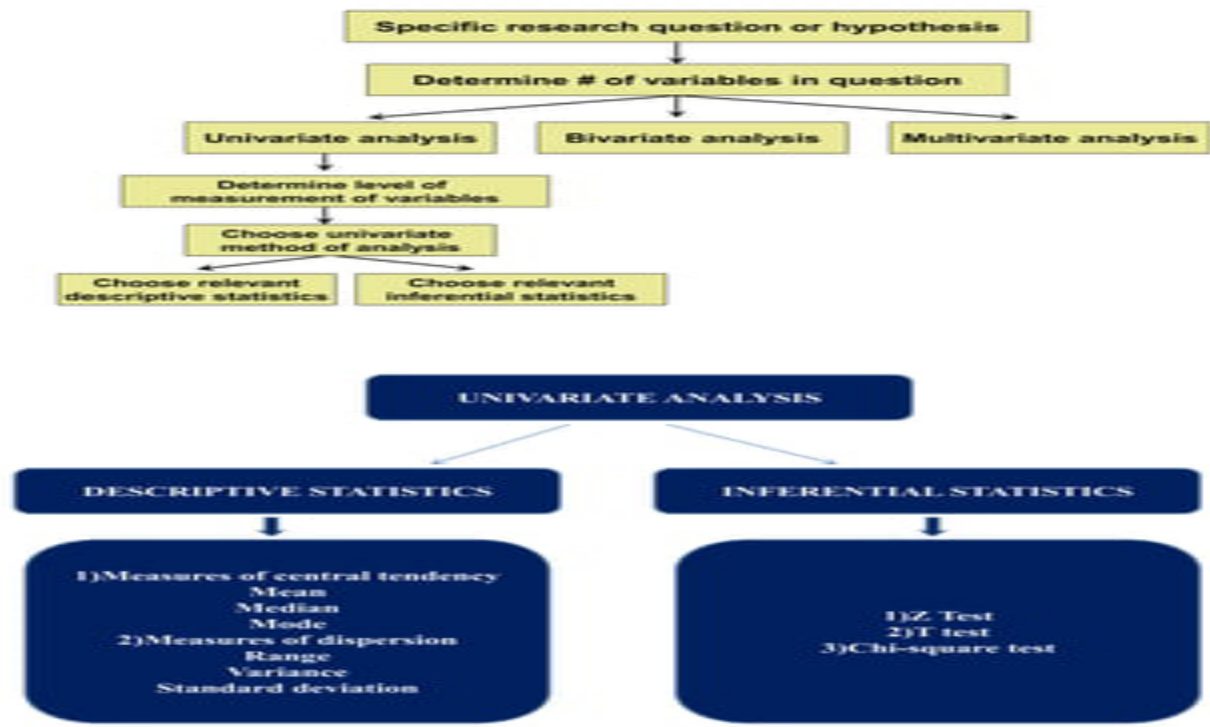 Specific research question or hypothesis
Determine # of variables in question
Univariate analysis
Bivariate analysis
Multivariate analysis
Determine level of
measurement of variables
Choose univariate
method of analysis
Choose relevant
descriptive statistics
Choose relevant
inferential statistics
UNIVARIATE ANALYSIS
DESCRIPTIVE STATISTICS
INFERENTIAL STATISTICS
1)Measures of central tendency
Mean
Median
Mode
2)Measures of dispersion
Range
Variance
Standard deviation
1)Z Test
2)T test
3)Chi-square test